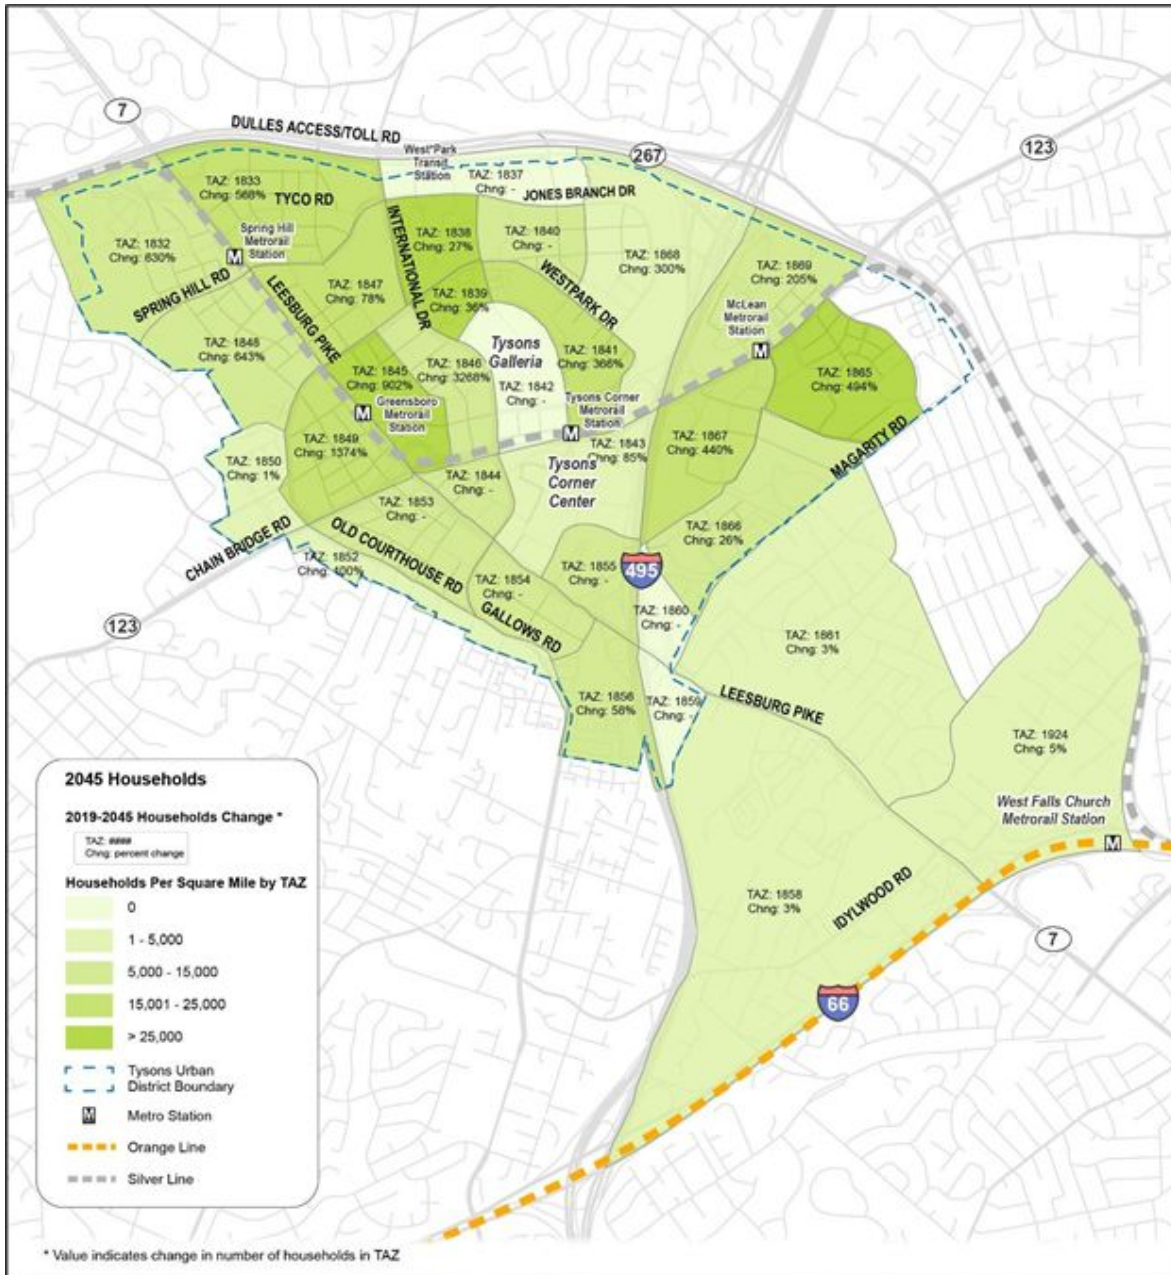 7
DULLES ACCESS/TOLL RD
West*Park
Transit
Station
267
123
TAZ: 1837
Chng: -
JONES BRANCH DR
TAZ: 1833
Chng: 568%
TYCO RD
INTERNATIONAL DR
TAZ: 1838
Chng: 27%
TAZ: 1840
Chng: -
Spring Hill
Metrorail
Station
TAZ: 1832
Chng: 630%
TAZ: 1868
Chng: 300%
TAZ: 1869
Chng: 205%
SPRING HILL RD
LEESBURG PIKE
TAZ: 1847
Chng: 78%
TAZ: 1839
Chng: 36%
WESTPARK DR
McLean
Metrorail
Station
TAZ: 1848
Chng: 643%
Tysons
Galleria
TAZ: 1841
Chng: 366%
TAZ: 1845
Chng: 902%
TAZ: 1846
Chng: 3268%
TAZ: 1842
Chng: -
TAZ: 1865
Chng: 494%
Greensboro
Metrorail
Station
Tysons Corner
Metrorail
Station
TAZ: 1849
Chng: 1374%
TAZ: 1843
Chng: 85%
TAZ: 1867
Chng: 440%
MAGARITY RD
TAZ: 1850
Chng: 1%
TAZ: 1844
Chng: -
Tysons
Corner
Center
TAZ: 1853
Chng: -
CHAIN BRIDGE RD
OLD COURTHOUSE RD
TAZ: 1866
Chng: 26%
TAZ: 1852
Chng: 100%
TAZ: 1854
Chng: -
TAZ: 1855
Chng: -
495
GALLOWS RD
TAZ: 1860
Chng: -
123
TAZ: 1861
Chng: 3%
TAZ: 1856
Chng: 58%
TAZ: 1859
Chng: -
LEESBURG PIKE
TAZ: 1924
Chng: 5%
West Falls Church
Metrorail Station
TAZ: 1858
Chng: 3%
IDYLWOOD RD
7
66
2045 Households
2019-2045 Households Change *
TAZ: ####
Chng: percent change
Households Per Square Mile by TAZ
0
1 - 5,000
5,000 - 15,000
15,001 - 25,000
> 25,000
Tysons Urban
District Boundary
M Metro Station
Orange Line
Silver Line
* Value indicates change in number of households in TAZ